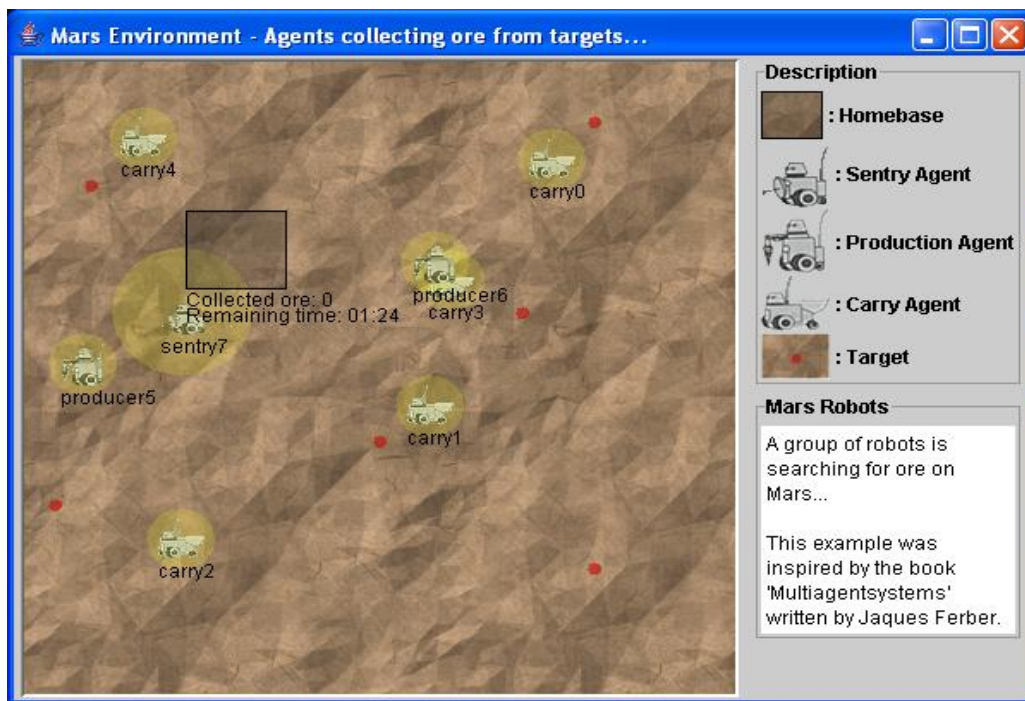 Mars Environment - Agents collecting ore from targets...
carry4
carry0
Collected ore: 0
Remaining time: 01:24
producer6
carry3
sentry7
producer5
carry1
carry2
Description
: Homebase
: Sentry Agent
: Production Agent
: Carry Agent
: Target
Mars Robots
A group of robots is
searching for ore on
Mars...
This example was
inspired by the book
'Multiagentsystems'
written by Jaques Ferber.